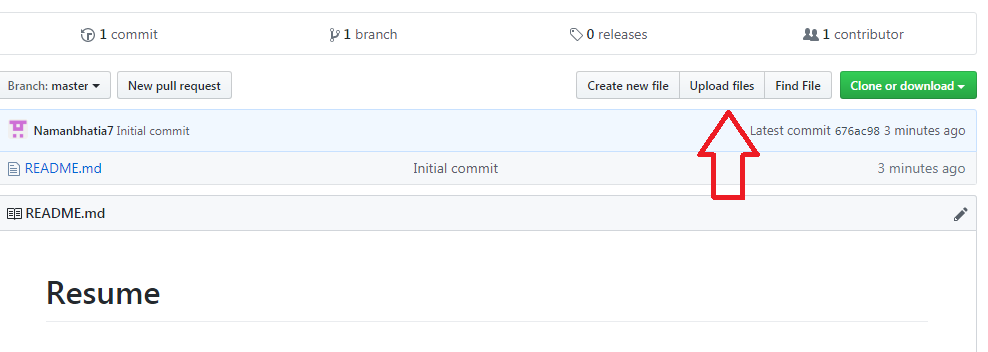 1 commit 1 branch 0 releases 1 contributor
Branch: master New pull request Create new file Upload files Find File Clone or download
Namanbhatia7 Initial commit Latest commit 676ac98 3 minutes ago
README.md Initial commit 3 minutes ago
README.md
Resume